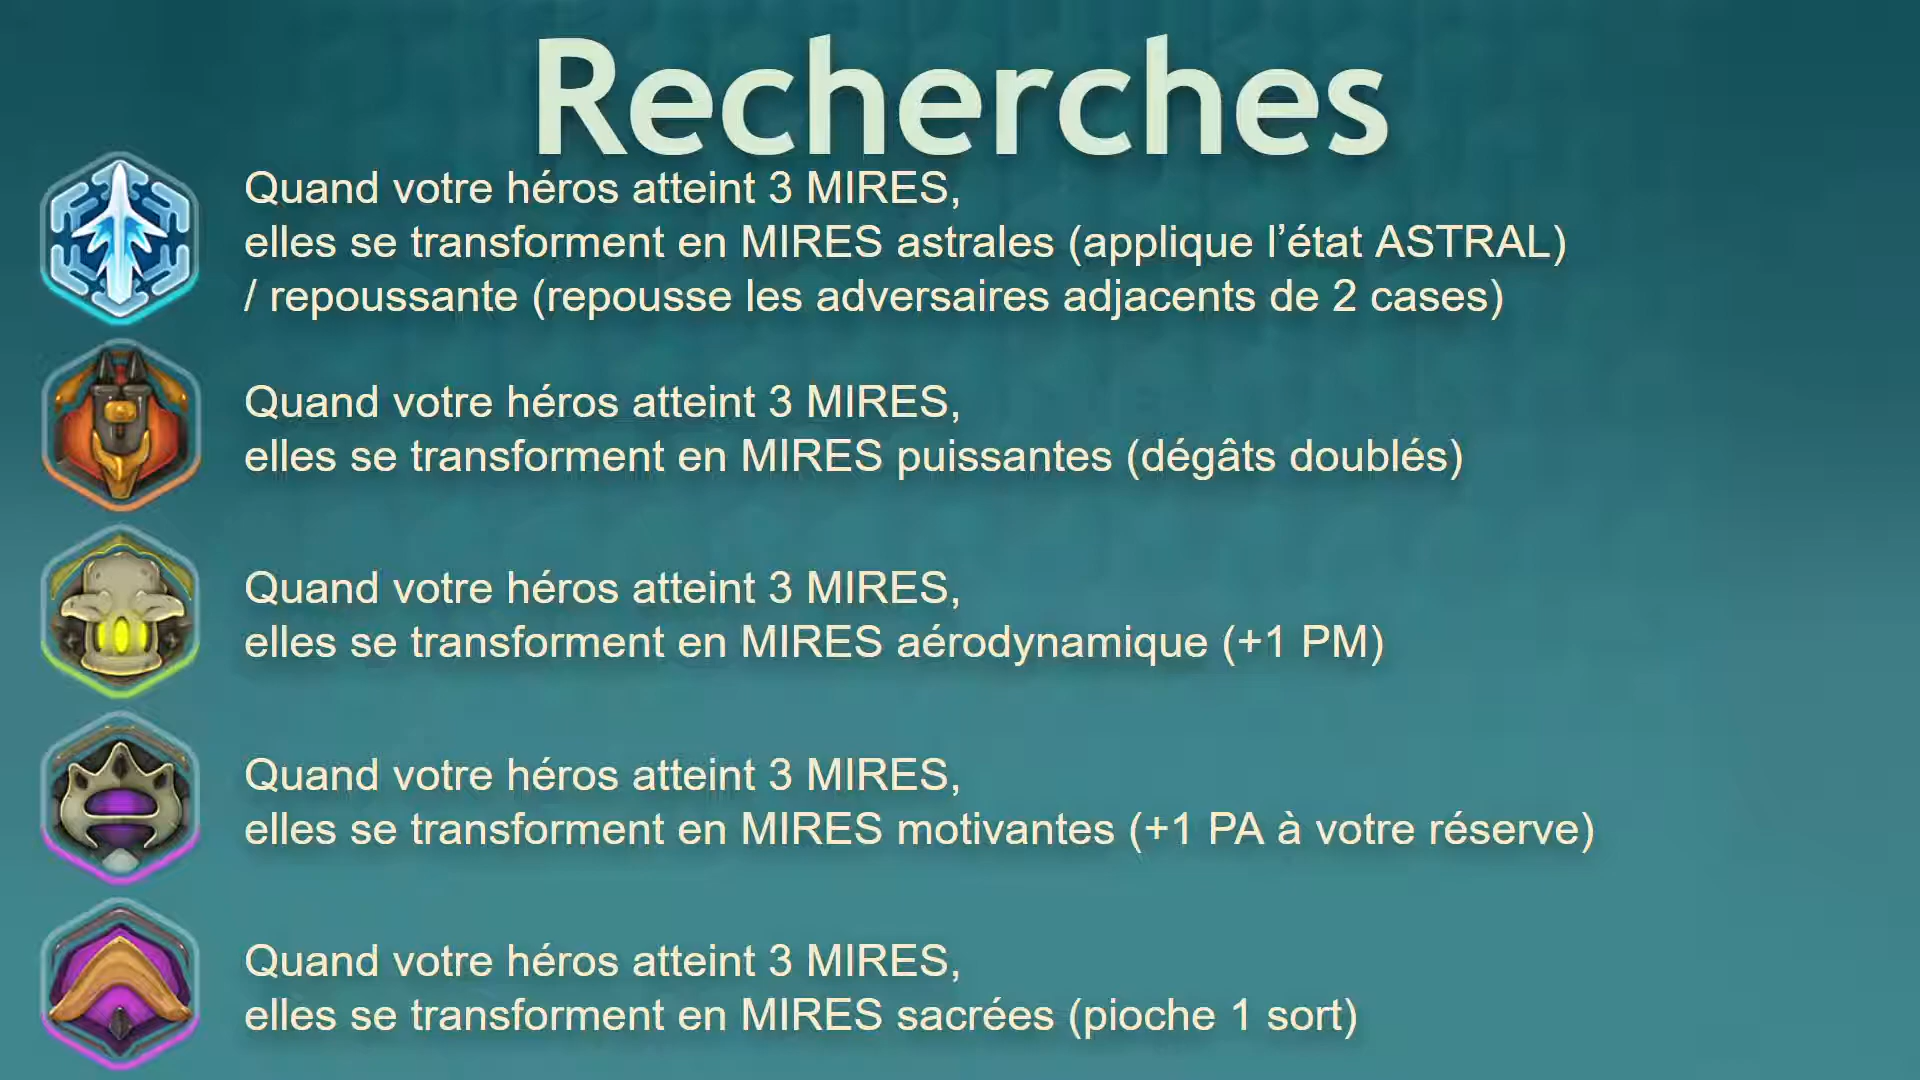 Recherches
Quand votre héros atteint 3 MIRES,
elles se transforment en MIRES astrales (applique l’état ASTRAL)
/ repoussante (repousse les adversaires adjacents de 2 cases)
Quand votre héros atteint 3 MIRES,
elles se transforment en MIRES puissantes (dégâts doublés)
Quand votre héros atteint 3 MIRES,
elles se transforment en MIRES aérodynamique (+1 PM)
Quand votre héros atteint 3 MIRES,
elles se transforment en MIRES motivantes (+1 PA à votre réserve)
Quand votre héros atteint 3 MIRES,
elles se transforment en MIRES sacrées (pioche 1 sort)